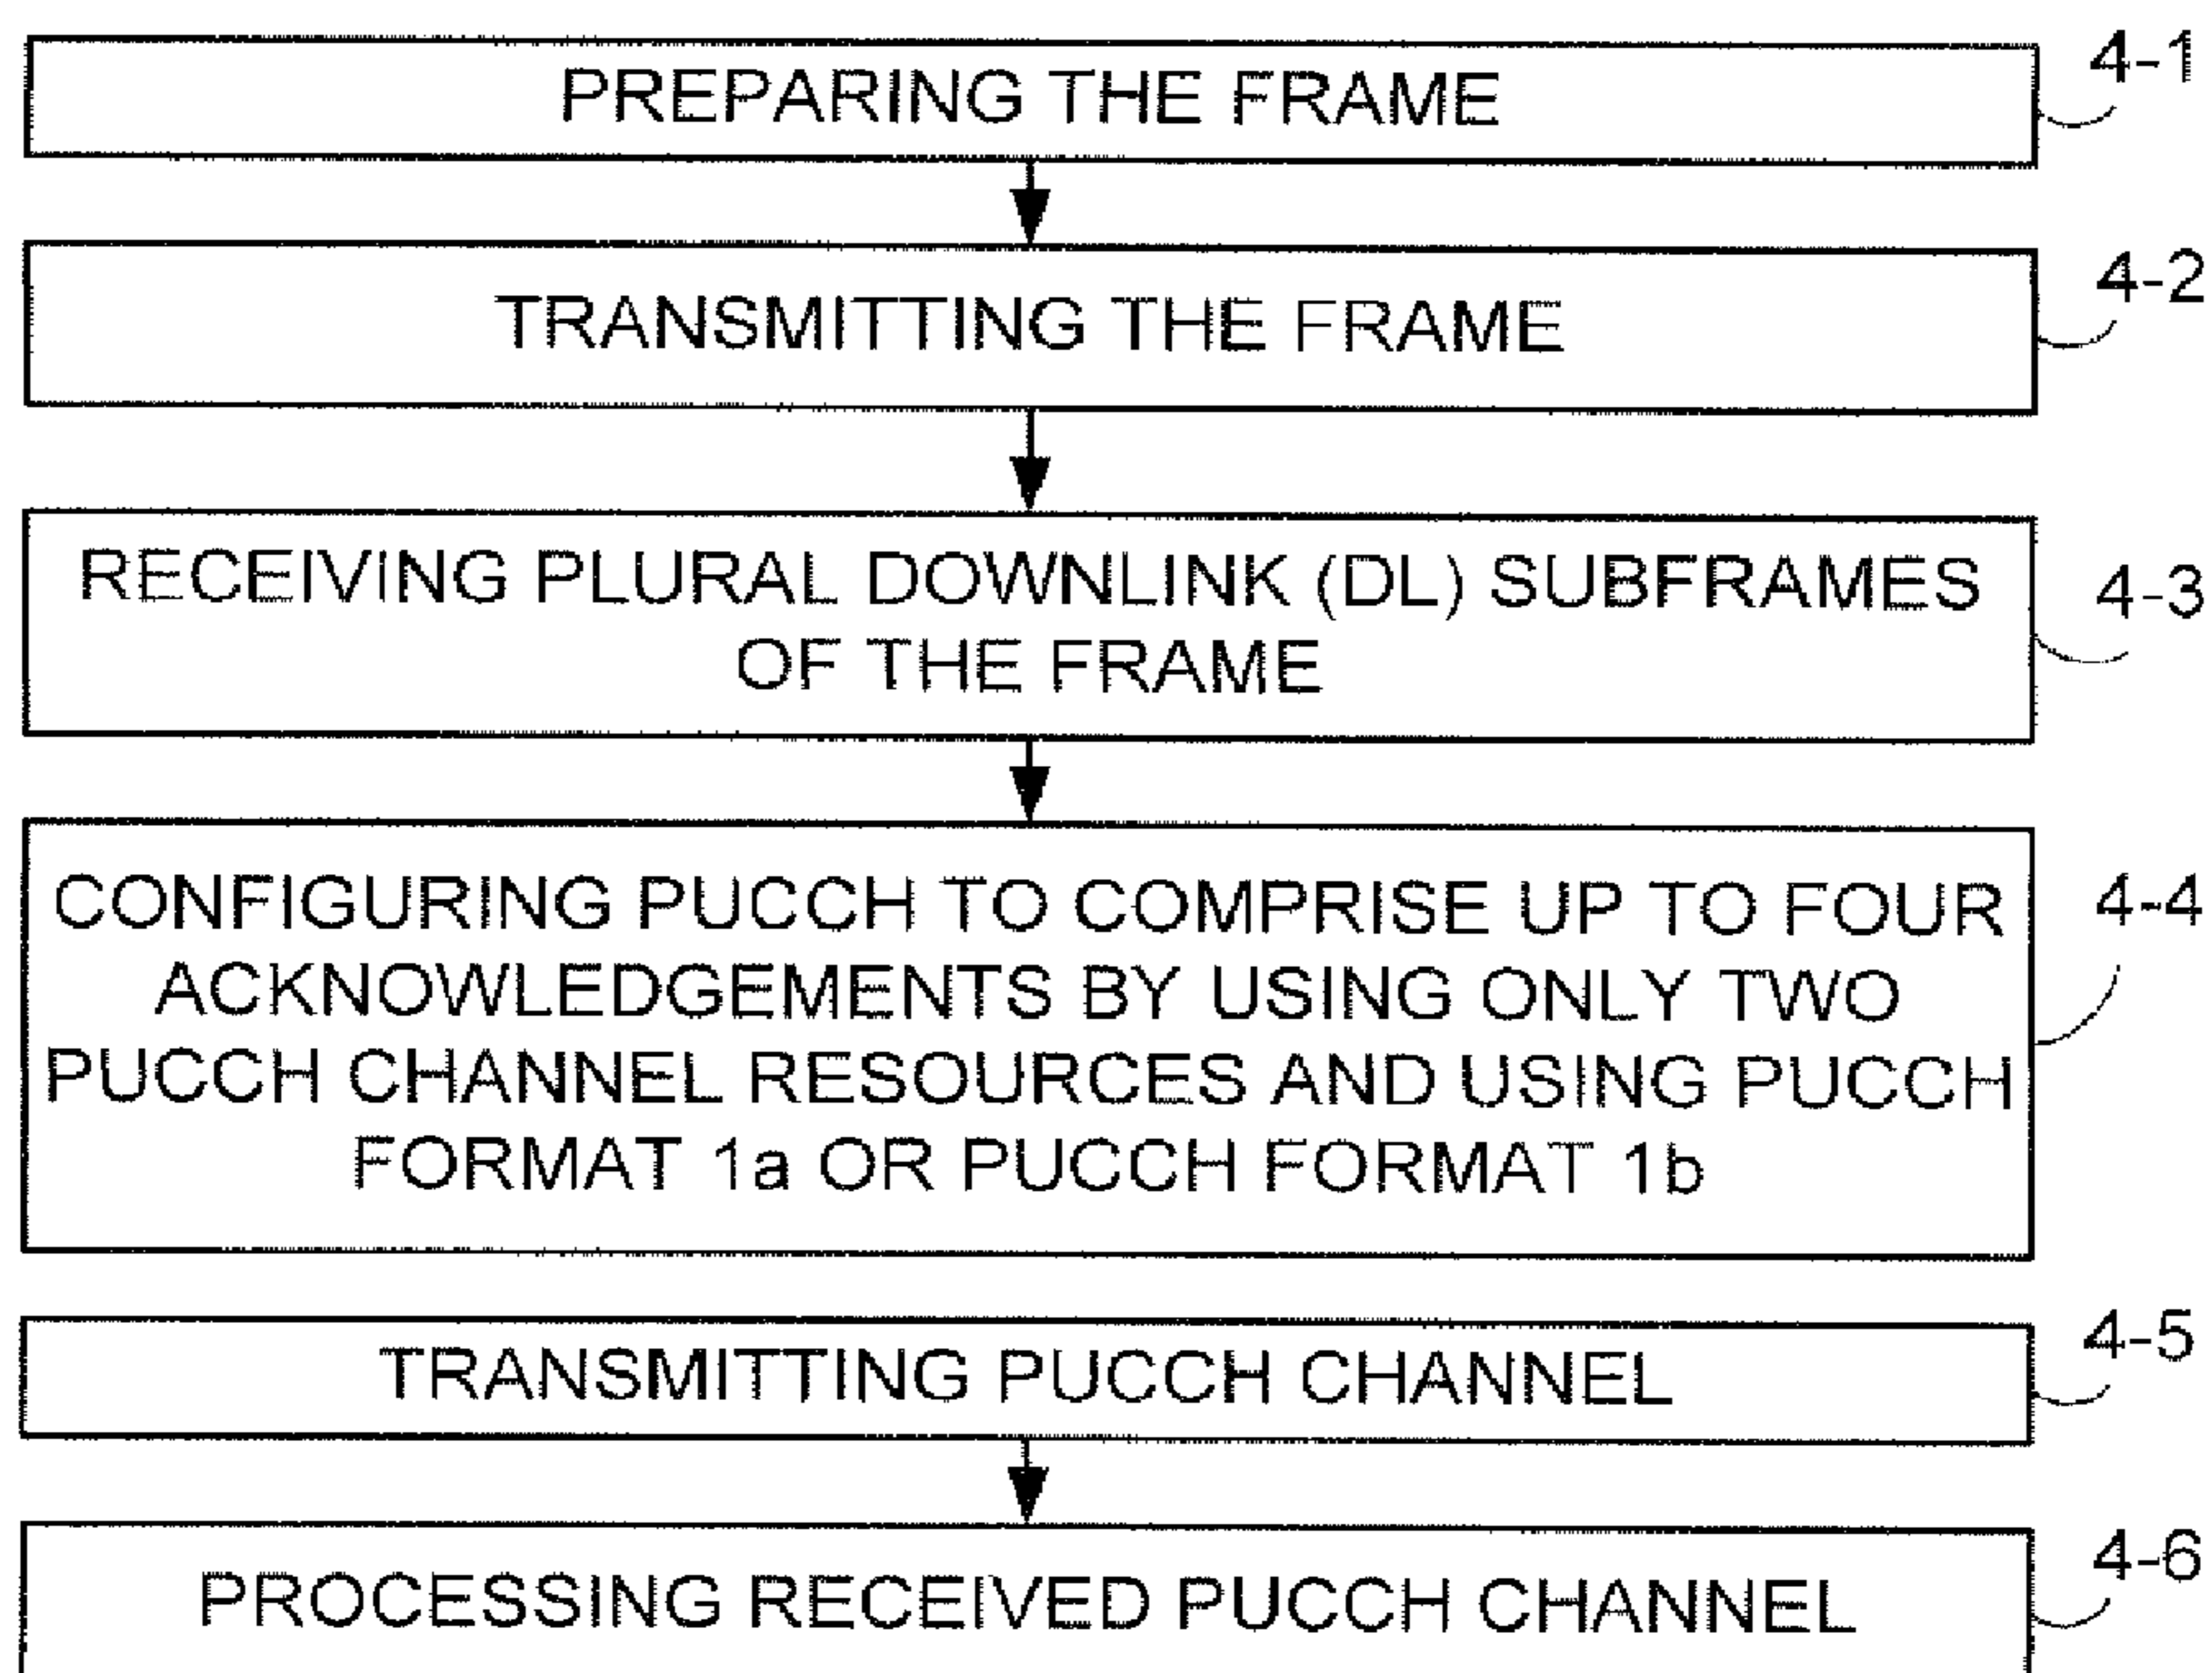 PREPARING THE FRAME
4-1
TRANSMITTING THE FRAME
4-2
RECEIVING PLURAL DOWNLINK (DL) SUBFRAMES
OF THE FRAME
4-3
CONFIGURING PUCCH TO COMPRISE UP TO FOUR
ACKNOWLEDGEMENTS BY USING ONLY TWO
PUCCH CHANNEL RESOURCES AND USING PUCCH
FORMAT 1a OR PUCCH FORMAT 1b
4-4
TRANSMITTING PUCCH CHANNEL
4-5
PROCESSING RECEIVED PUCCH CHANNEL
4-6